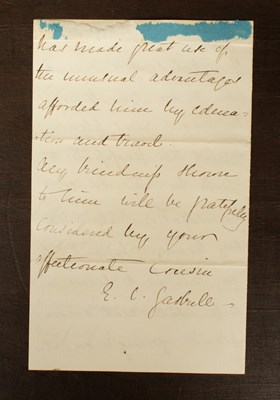 has made great use of
the unusual advantages
afforded him by educa-
-tion and travel.
Any kindness shown
to him will be gratefully
considered by your
affectionate Cousin
E. C. Gaskell -